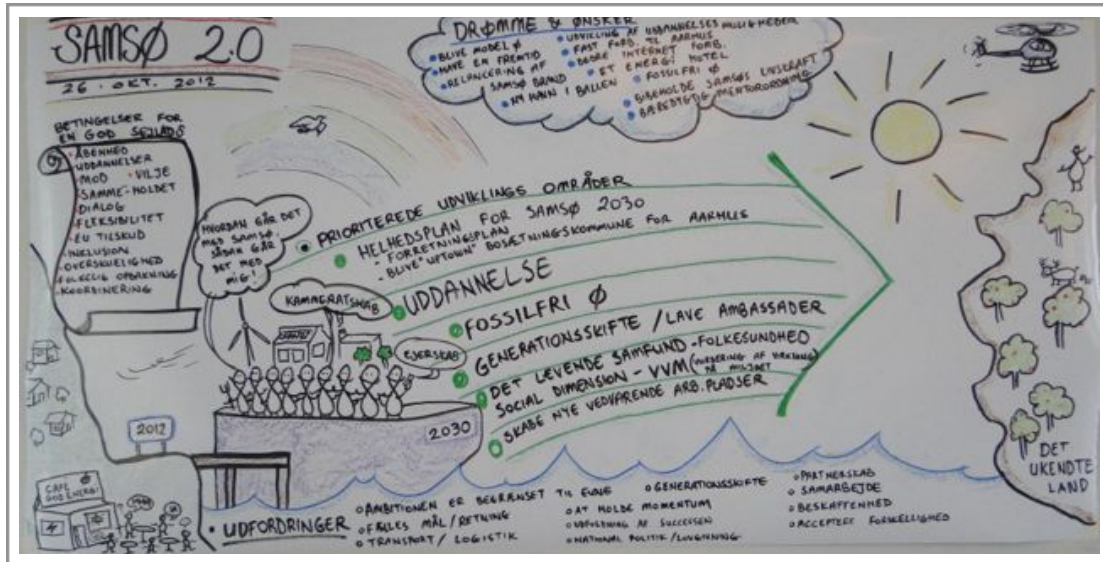 SAMSØ 2.0
26. OKT. 2012
BETINGELSER FOR
EN GOD SEJLADS
• ÅBENHED
• UDDANNELSER
• MOD • VILJE
• SAMME-HOLDET
• DIALOG
• FLEKSIBILITET
• EU TILSKUD
• INKLUSION
• OVERSKUELIGHED
• FOLKELIG OPBAKNING
• KOORDINERING
DRØMME & ØNSKER
• BLIVE MODEL Ø
• HAVE EN FREMTID
• RELANCERING AF
SAMSØ BRAND
• NY HAVN I BALLEN
• UDVIKLING AF UDDANNELSES MULIGHEDER
• FAST FORB. TIL AARHUS
• BEDRE INTERNET FORB.
• ET ENERGI HOTEL
• FOSSILFRI Ø
• BIBEHOLDE SAMSØS LIVSKRAFT
• BÆREDYGTIG MENTORORDNING
HVORDAN GÅR DET
MED SAMSØ.
SÅDAN GÅR
DET MED
MIG!
KAMMERATSKAB
EJERSKAB
• PRIORITEREDE UDVIKLINGS OMRÅDER
• HELHEDSPLAN FOR SAMSØ 2030
- FORRETNINGSPLAN
- BLIVE "UPTOWN" BOSÆTNINGSKOMMUNE FOR AARHUS
• UDDANNELSE
• FOSSILFRI Ø
• GENERATIONSSKIFTE / LAVE AMBASSADER
• DET LEVENDE SAMFUND - FOLKESUNDHED
SOCIAL DIMENSION - VVM (VURDERING AF VIRKNING PÅ MILJØET)
• SKABE NYE VEDVARENDE ARB. PLADSER
2012
2030
DET
UKENDTE
LAND
CAFE
GOD ENERGI
• UDFORDRINGER
○ AMBITIONEN ER BEGRÆNSET TIL EVNE
○ FÆLLES MÅL / RETNING
○ TRANSPORT / LOGISTIK
○ GENERATIONSSKIFTE
○ AT HOLDE MOMENTUM
○ UDFOLDNING AF SUCCESEN
○ NATIONAL POLITIK / LOVGIVNING
○ PARTNERSKAB
○ SAMARBEJDE
○ BESKAFFENHED
○ ACCEPTERE FORSKELLIGHED